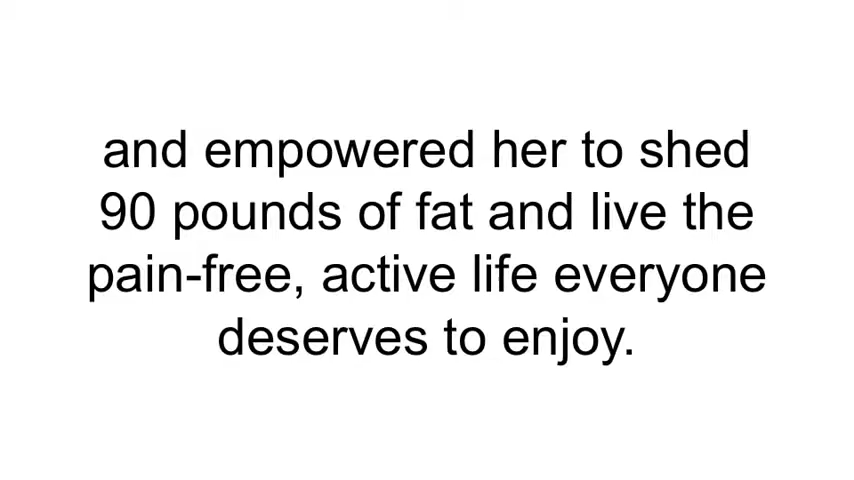 and empowered her to shed
90 pounds of fat and live the
pain-free, active life everyone
deserves to enjoy.